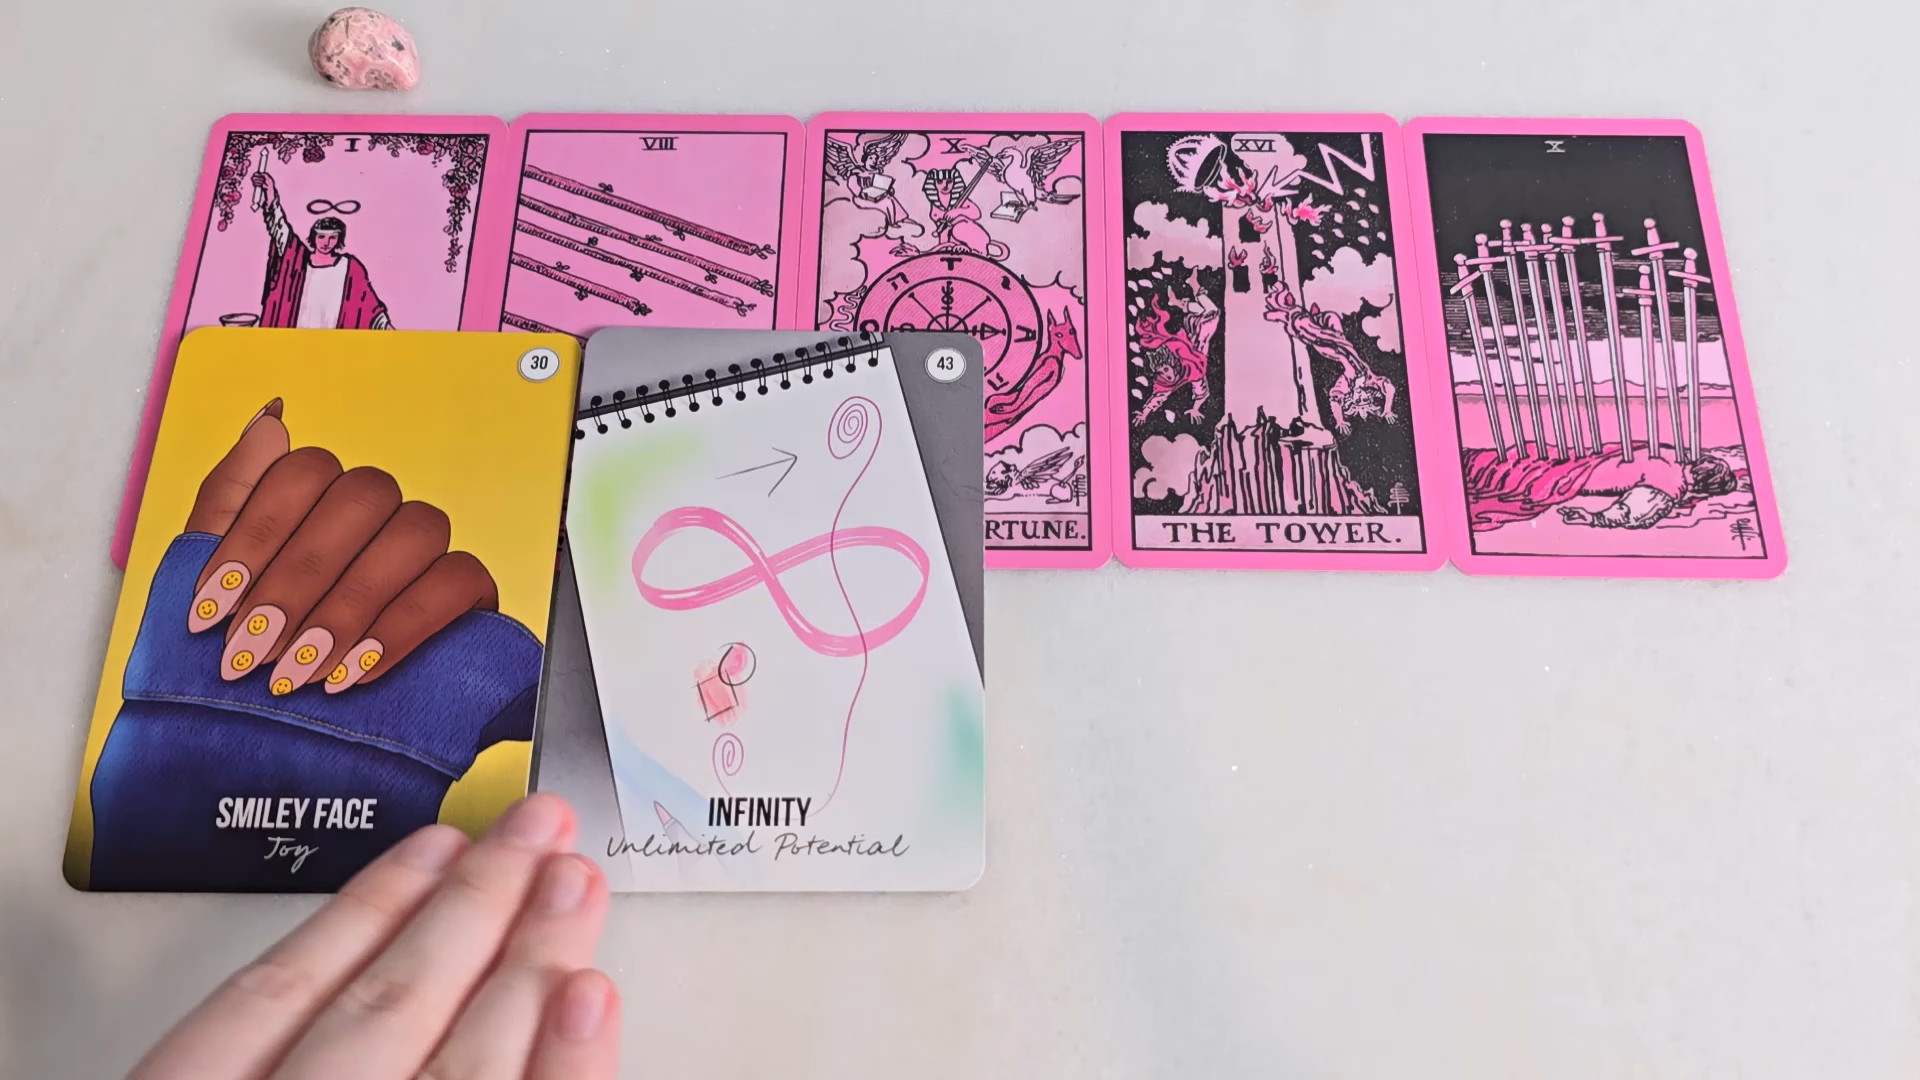 I
VIII
X
XVI
X
RTUNE.
THE TOWER.
30
43
SMILEY FACE
Joy
INFINITY
Unlimited Potential